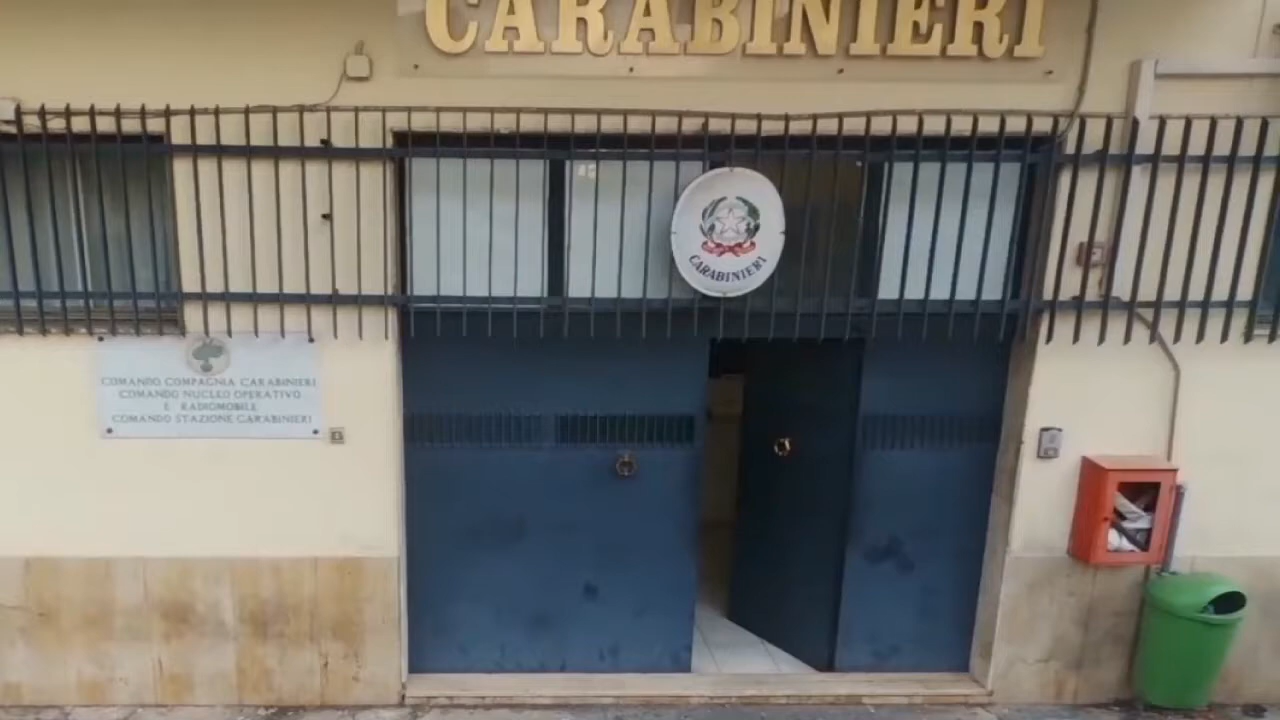 CARABINIERI
CARABINIERI
COMANDO COMPAGNIA CARABINIERI
COMANDO NUCLEO OPERATIVO
E RADIOMOBILE
COMANDO STAZIONE CARABINIERI